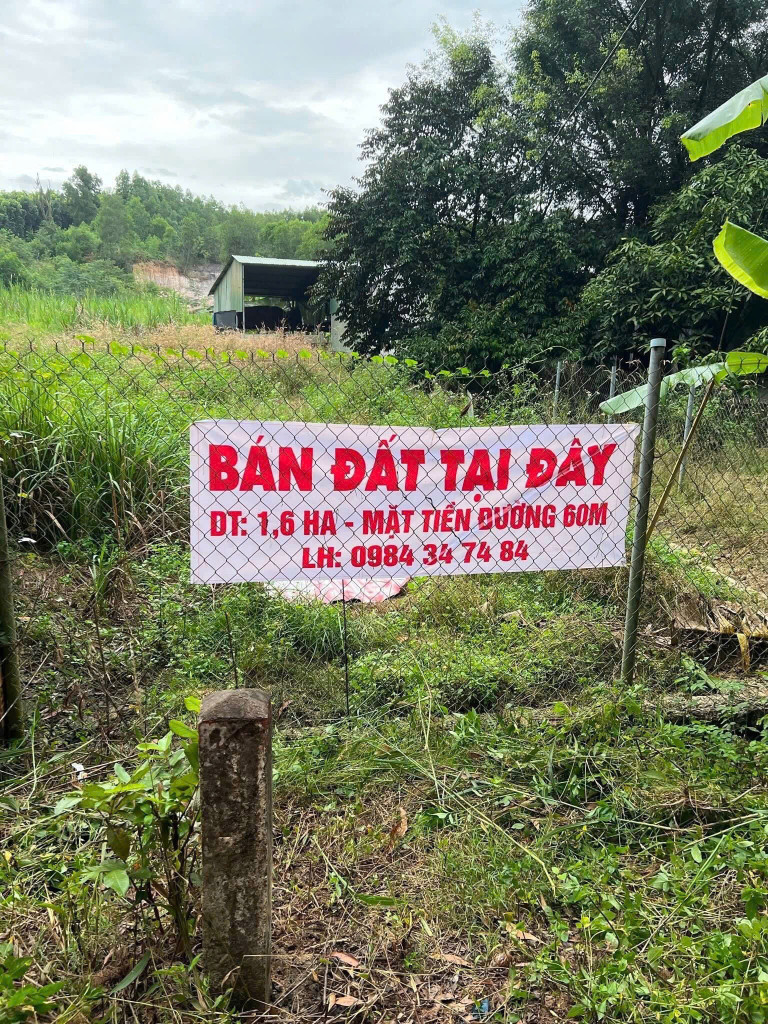 BÁN ĐẤT TẠI ĐÂY
DT: 1,6 HA - MẶT TIỀN ĐƯỜNG 60M
LH: 0984 34 74 84